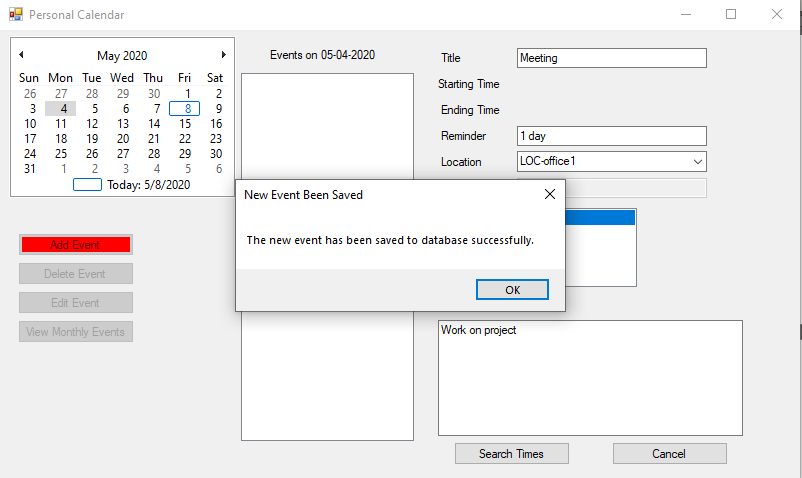 Personal Calendar
May 2020
Sun Mon Tue Wed Thu Fri Sat
26 27 28 29 30 1 2
3 4 5 6 7 8 9
10 11 12 13 14 15 16
17 18 19 20 21 22 23
24 25 26 27 28 29 30
31 1 2 3 4 5 6
Today: 5/8/2020
Add Event
Delete Event
Edit Event
View Monthly Events
Events on 05-04-2020
Title Meeting
Starting Time
Ending Time
Reminder 1 day
Location LOC-office1
New Event Been Saved
The new event has been saved to database successfully.
OK
Work on project
Search Times Cancel